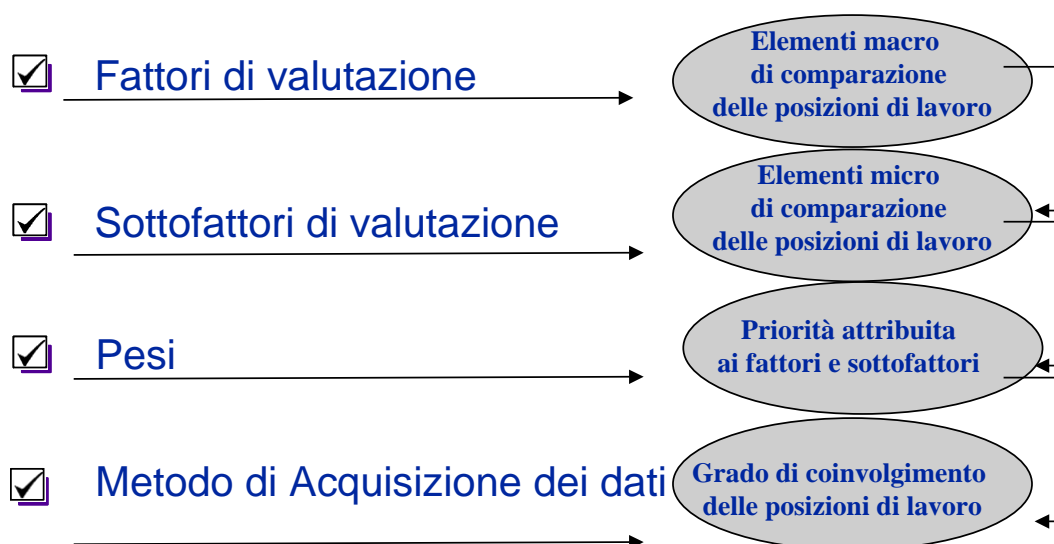 Fattori di valutazione
Elementi macro
di comparazione
delle posizioni di lavoro
Sottofattori di valutazione
Elementi micro
di comparazione
delle posizioni di lavoro
Pesi
Priorità attribuita
ai fattori e sottofattori
Metodo di Acquisizione dei dati
Grado di coinvolgimento
delle posizioni di lavoro